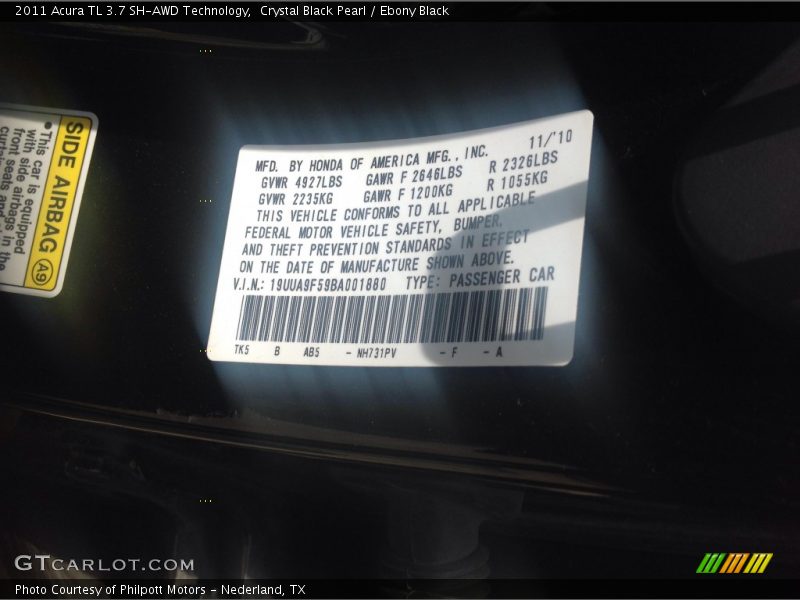 2011 Acura TL 3.7 SH-AWD Technology, Crystal Black Pearl / Ebony Black
SIDE AIRBAG A9
• This car is equipped
with side airbags in the
front seats and
MFD. BY HONDA OF AMERICA MFG., INC. 11/'10
GVWR 4927LBS GAWR F 2646LBS R 2326LBS
GVWR 2235KG GAWR F 1200KG R 1055KG
THIS VEHICLE CONFORMS TO ALL APPLICABLE
FEDERAL MOTOR VEHICLE SAFETY, BUMPER,
AND THEFT PREVENTION STANDARDS IN EFFECT
ON THE DATE OF MANUFACTURE SHOWN ABOVE.
V.I.N.: 19UUA9F59BA001880 TYPE: PASSENGER CAR
TK5 B AB5 - NH731PV - F - A
GTCARLOT.COM
Photo Courtesy of Philpott Motors - Nederland, TX